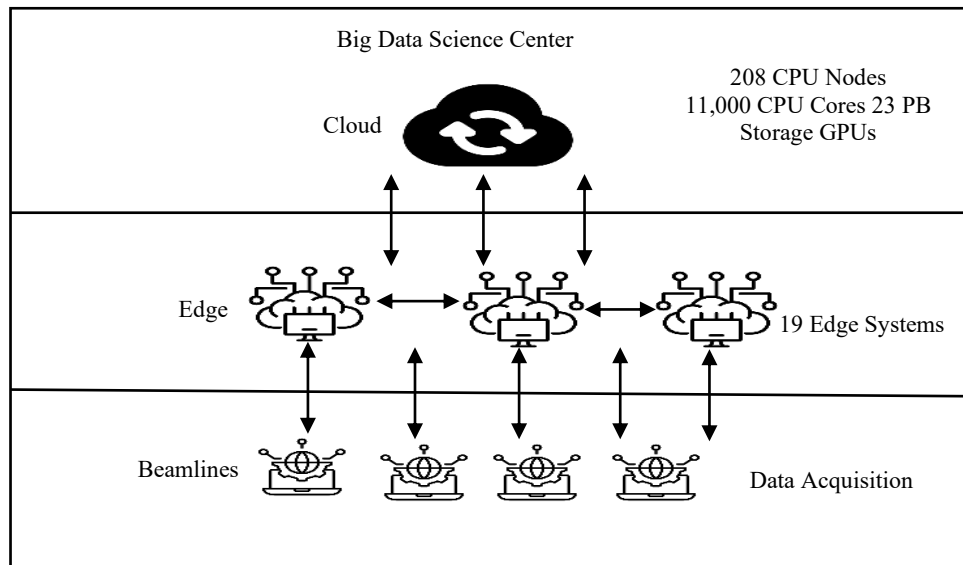 Big Data Science Center
208 CPU Nodes
11,000 CPU Cores 23 PB
Storage GPUs
Cloud
Edge
19 Edge Systems
Beamlines
Data Acquisition